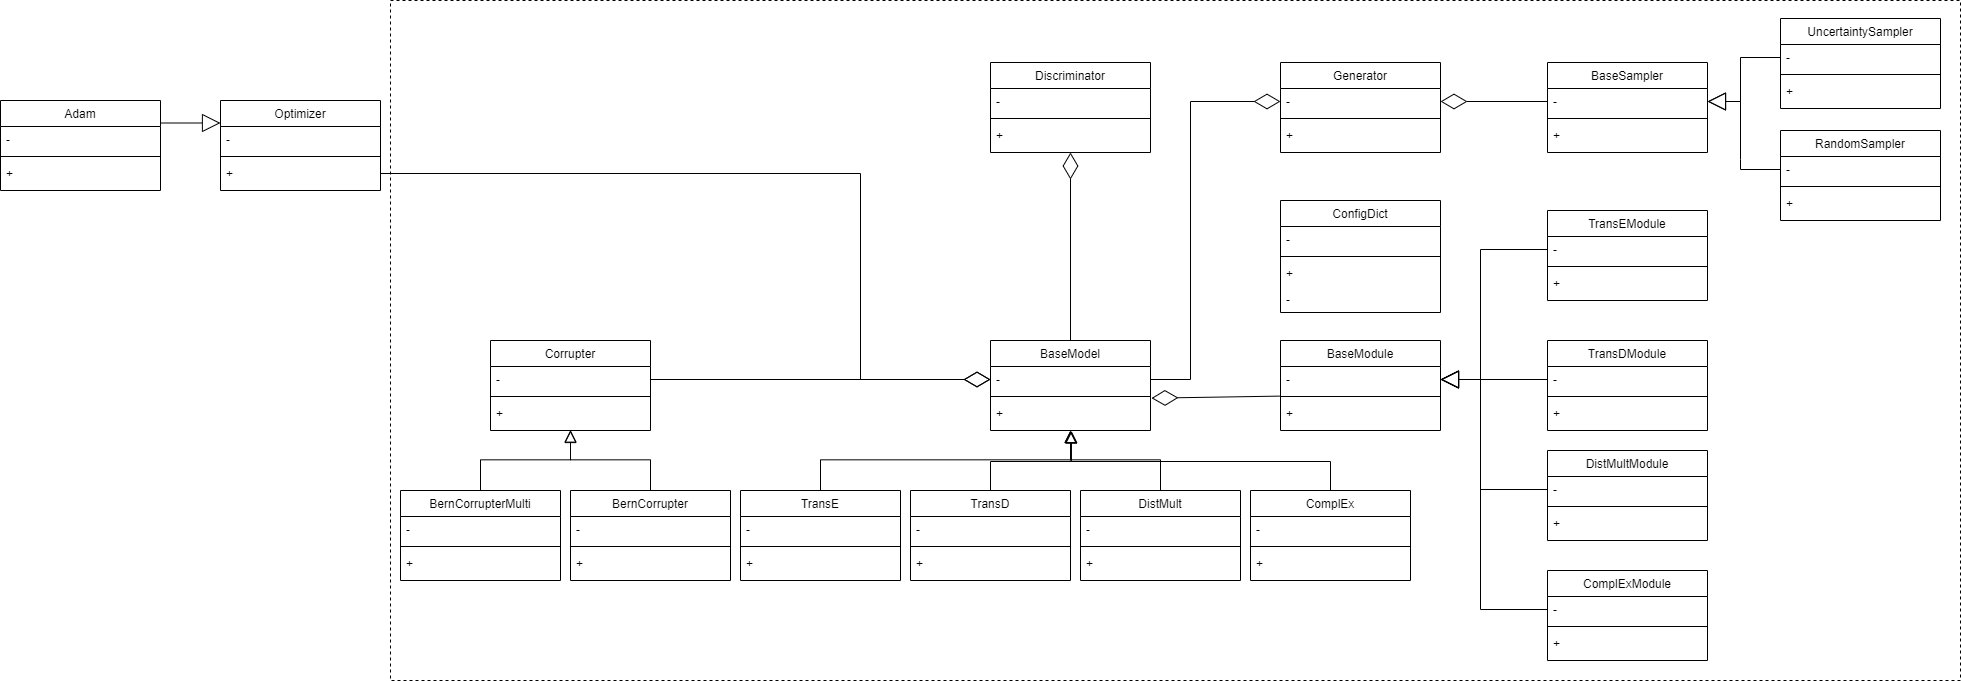 UncertaintySampler
-
+
Discriminator
-
+
Generator
-
+
BaseSampler
-
+
Adam
-
+
Optimizer
-
+
RandomSampler
-
+
ConfigDict
-
+
-
TransEModule
-
+
Corrupter
-
+
BaseModel
-
+
BaseModule
-
+
TransDModule
-
+
DistMultModule
-
+
BernCorrupterMulti
-
+
BernCorrupter
-
+
TransE
-
+
TransD
-
+
DistMult
-
+
ComplEx
-
+
ComplExModule
-
+